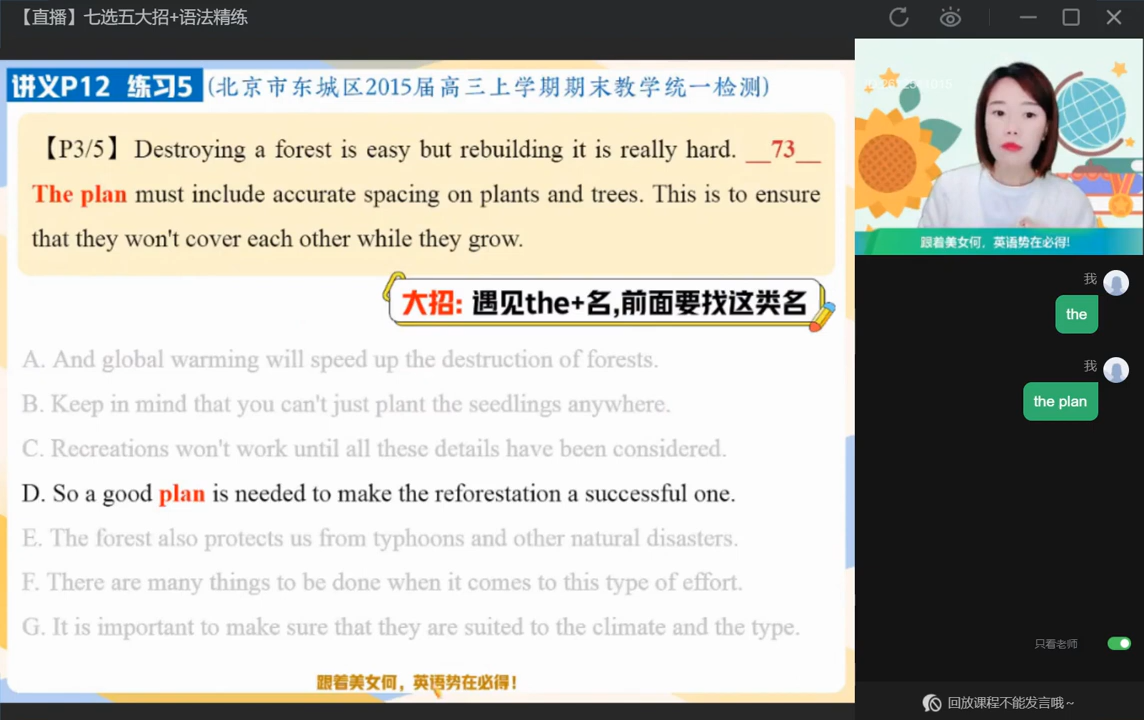 【直播】七选五大招+语法精练
讲义P12 练习5 (北京市东城区2015届高三上学期期末教学统一检测)
【P3/5】 Destroying a forest is easy but rebuilding it is really hard. __73__
The plan must include accurate spacing on plants and trees. This is to ensure
that they won't cover each other while they grow.
大招: 遇见the+名,前面要找这类名
A. And global warming will speed up the destruction of forests.
B. Keep in mind that you can't just plant the seedlings anywhere.
C. Recreations won't work until all these details have been considered.
D. So a good plan is needed to make the reforestation a successful one.
E. The forest also protects us from typhoons and other natural disasters.
F. There are many things to be done when it comes to this type of effort.
G. It is important to make sure that they are suited to the climate and the type.
跟着美女何，英语势在必得！
跟着美女何，英语势在必得!
我
the
我
the plan
只看老师
回放课程不能发言哦~